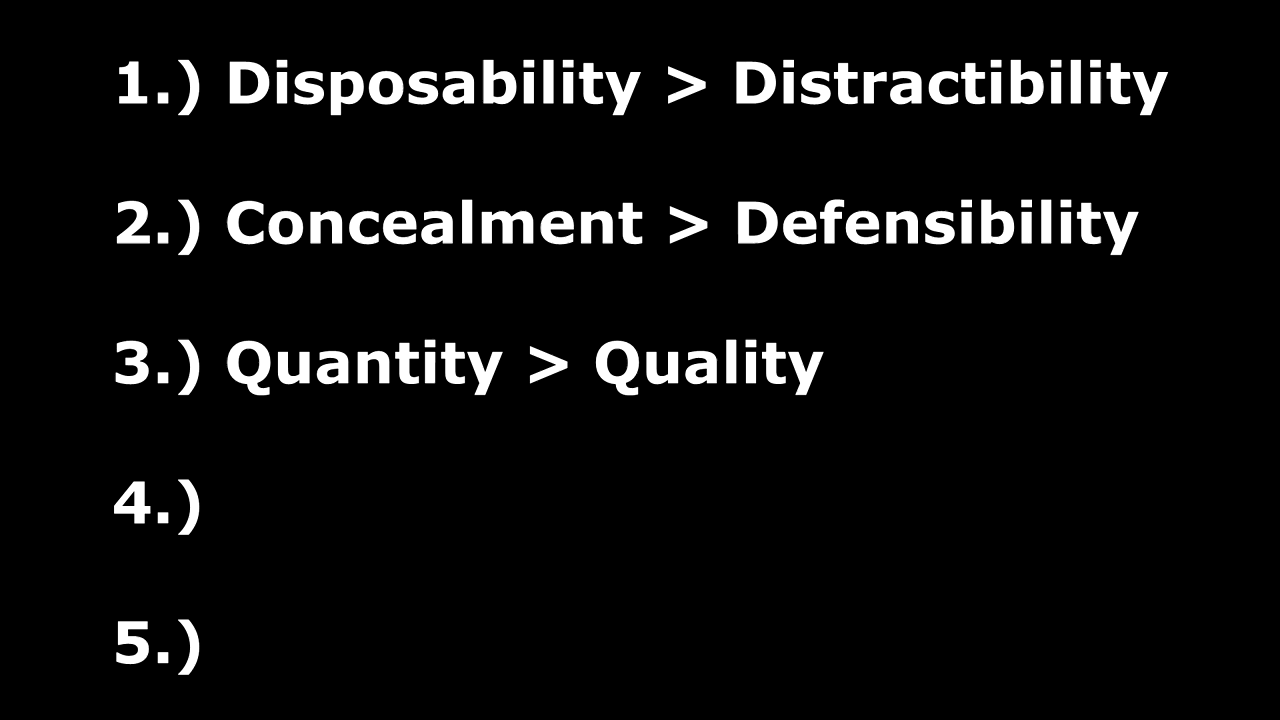 1.) Disposability > Distractibility
2.) Concealment > Defensibility
3.) Quantity > Quality
4.)
5.)